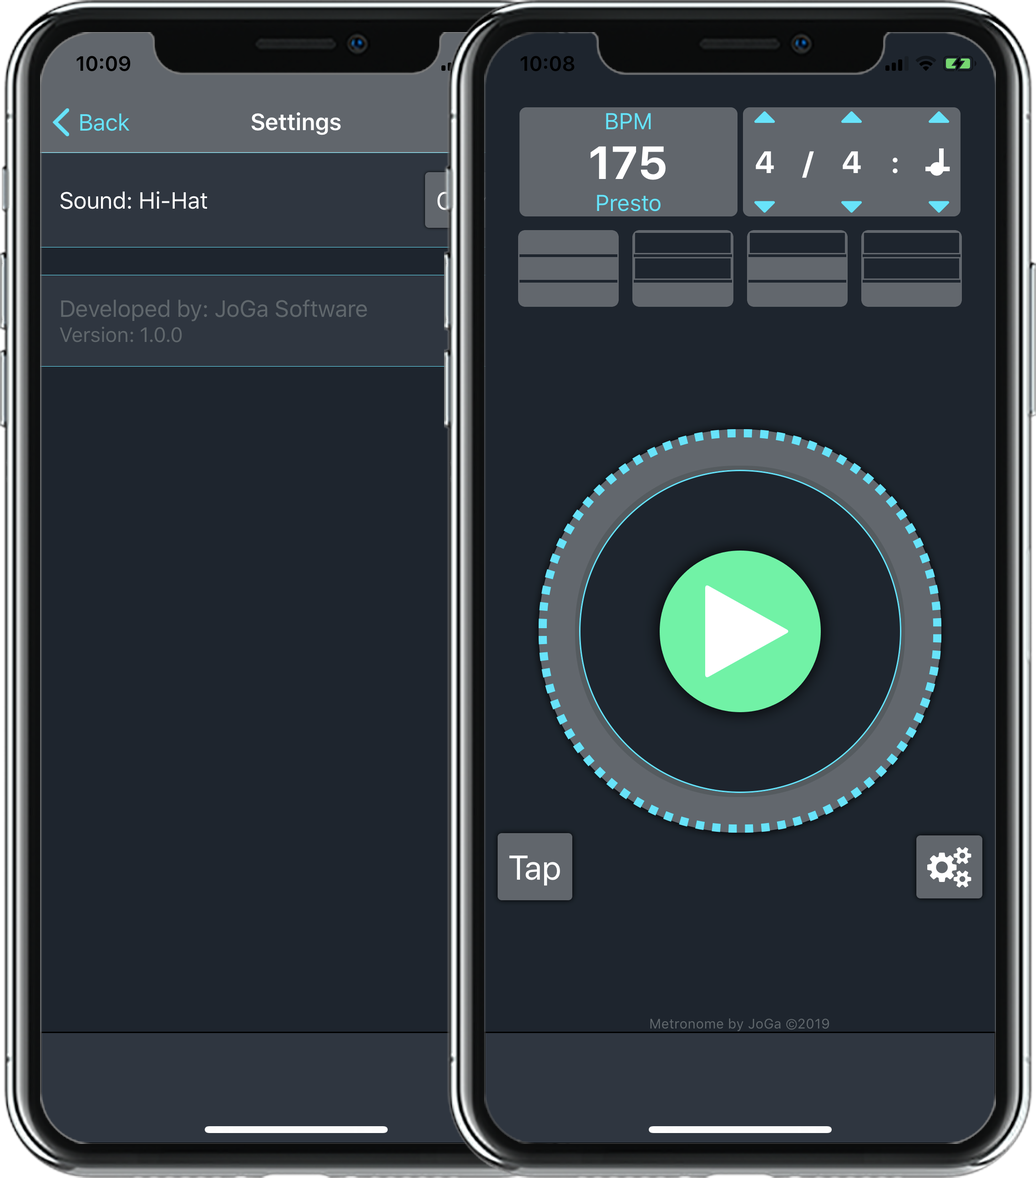 10:09
Back
Settings
Sound: Hi-Hat
Developed by: JoGa Software
Version: 1.0.0
10:08
BPM
175
Presto
4 / 4 :
Tap
Metronome by JoGa ©2019